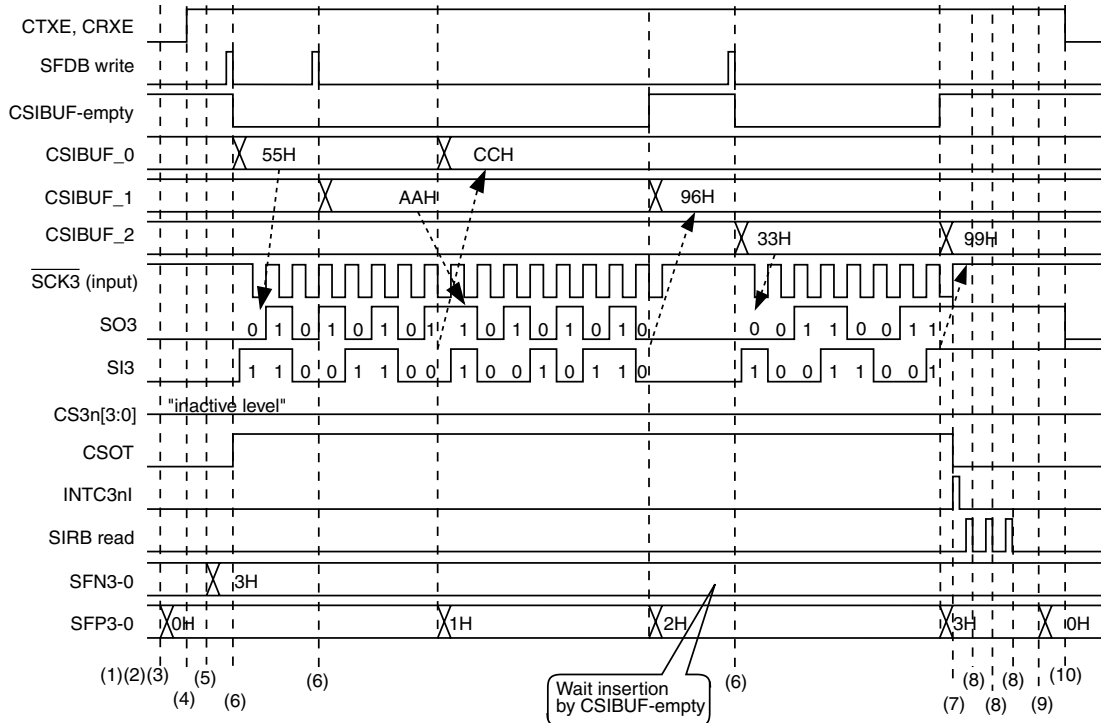 CTXE, CRXE
SFDB write
CSIBUF-empty
CSIBUF_0 55H CCH
CSIBUF_1 AAH 96H
CSIBUF_2 33H 99H
SCK3 (input)
SO3 0 1 0 1 0 1 0 1 1 0 1 0 1 0 1 0 0 0 1 1 0 0 1 1
SI3 1 1 0 0 1 1 0 0 1 0 0 1 0 1 1 0 1 0 0 1 1 0 0 1
"inactive level"
CS3n[3:0]
CSOT
INTC3nI
SIRB read
SFN3-0 3H
SFP3-0 0H 1H 2H 3H 0H
(1)(2)(3) (5) (6) (6) (8) (8) (10)
(4) (6) (7) (8) (9)
Wait insertion
by CSIBUF-empty